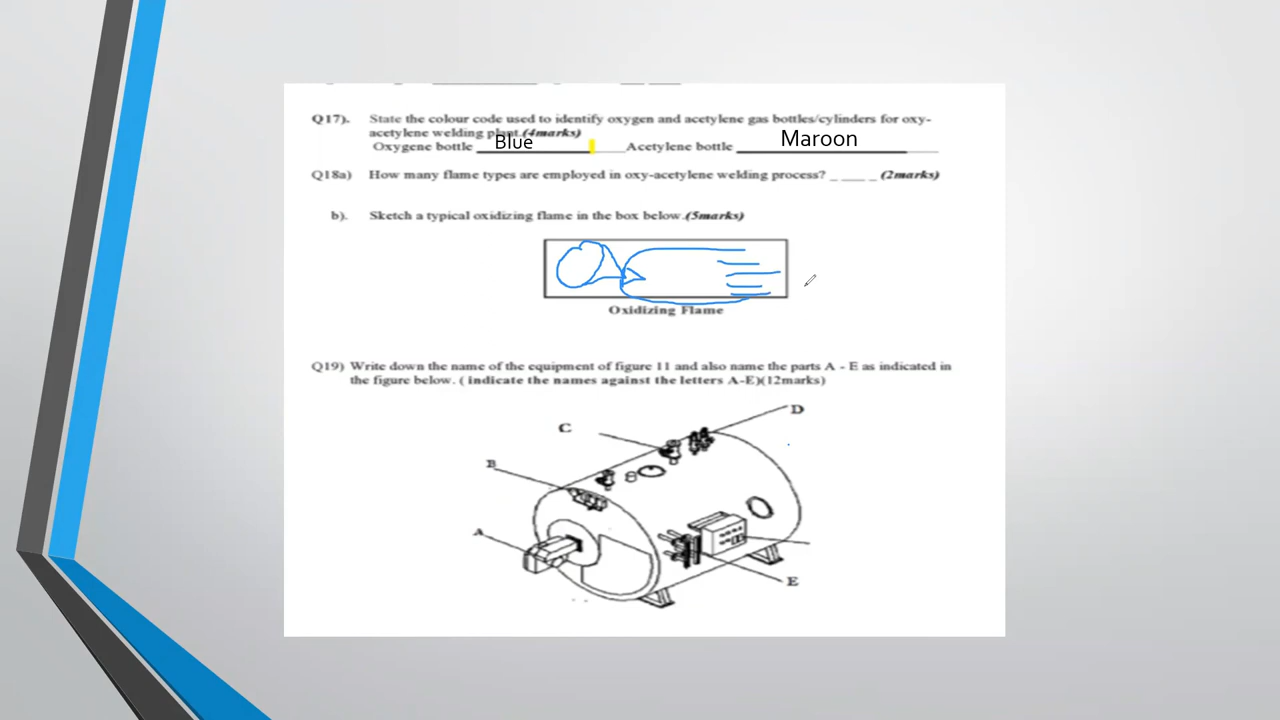 Q17). State the colour code used to identify oxygen and acetylene gas bottles/cylinders for oxy-
acetylene welding plant.(4marks)
Oxygene bottle Blue Acetylene bottle Maroon
Q18a) How many flame types are employed in oxy-acetylene welding process? _ ___ _ (2marks)
b). Sketch a typical oxidizing flame in the box below.(5marks)
Oxidizing Flame
Q19) Write down the name of the equipment of figure 11 and also name the parts A - E as indicated in
the figure below. ( indicate the names against the letters A-E)(12marks)
D
C
B
A
E